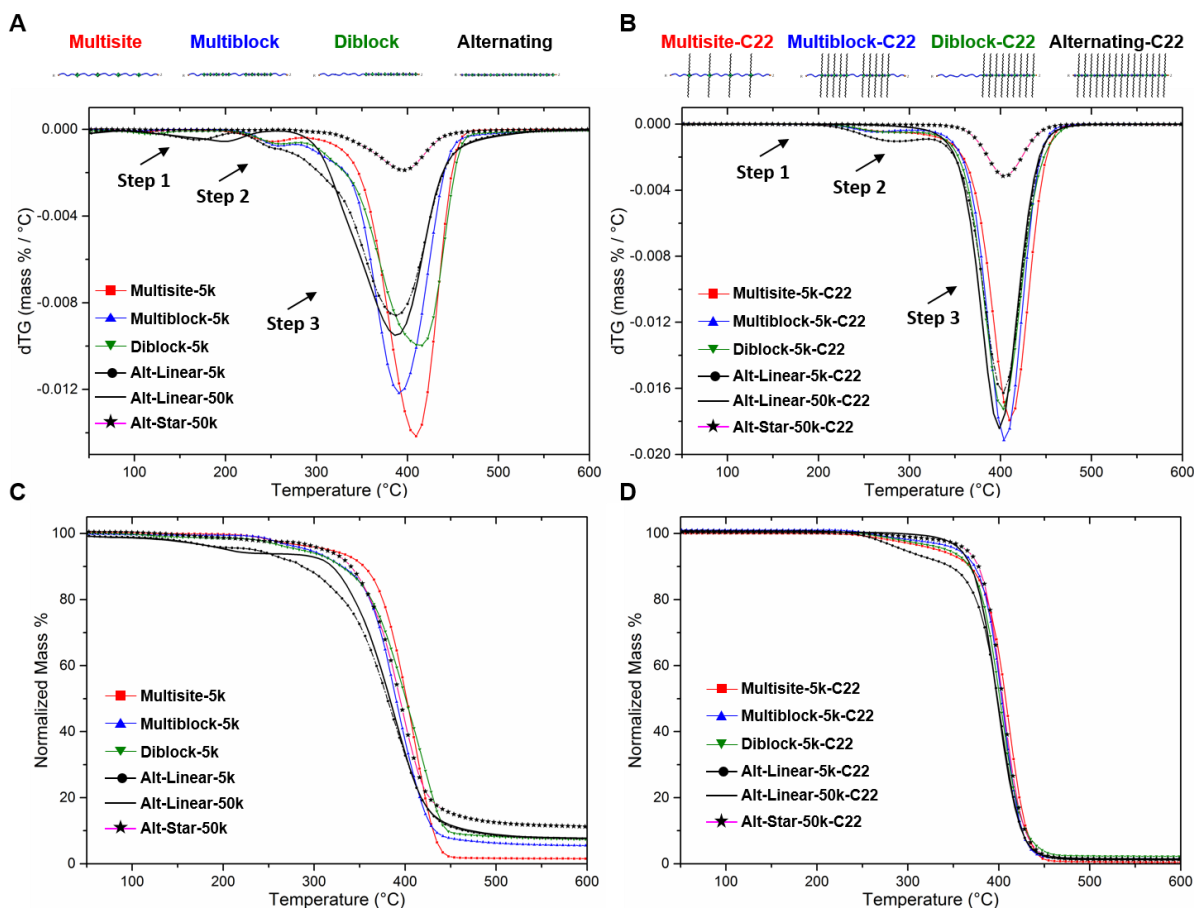 A
Multisite Multiblock Diblock Alternating
0.000
-0.004
-0.008
-0.012
dTG (mass % / °C)
Step 1
Step 2
Step 3
Multisite-5k
Multiblock-5k
Diblock-5k
Alt-Linear-5k
Alt-Linear-50k
Alt-Star-50k
100 200 300 400 500 600
Temperature (°C)
B
Multisite-C22 Multiblock-C22 Diblock-C22 Alternating-C22
0.000
-0.004
-0.008
-0.012
-0.016
-0.020
dTG (mass % / °C)
Step 1
Step 2
Step 3
Multisite-5k-C22
Multiblock-5k-C22
Diblock-5k-C22
Alt-Linear-5k-C22
Alt-Linear-50k-C22
Alt-Star-50k-C22
100 200 300 400 500 600
Temperature (°C)
C
100
80
60
40
20
0
Normalized Mass %
Multisite-5k
Multiblock-5k
Diblock-5k
Alt-Linear-5k
Alt-Linear-50k
Alt-Star-50k
100 200 300 400 500 600
Temperature (°C)
D
100
80
60
40
20
0
Normalized Mass %
Multisite-5k-C22
Multiblock-5k-C22
Diblock-5k-C22
Alt-Linear-5k-C22
Alt-Linear-50k-C22
Alt-Star-50k-C22
100 200 300 400 500 600
Temperature (°C)